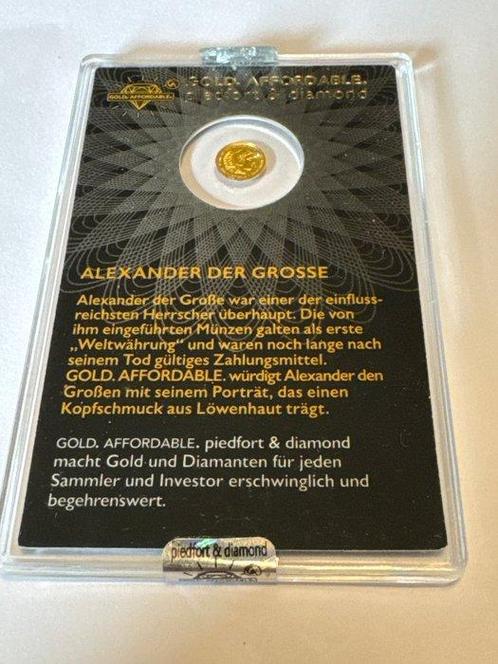 GOLD. AFFORDABLE.
GOLD. AFFORDABLE.
piedfort & diamond
ALEXANDER DER GROSSE
Alexander der Große war einer der einfluss-
reichsten Herrscher überhaupt. Die von
ihm eingeführten Münzen galten als erste
„Weltwährung" und waren noch lange nach
seinem Tod gültiges Zahlungsmittel.
GOLD. AFFORDABLE. würdigt Alexander den
Großen mit seinem Porträt, das einen
Kopfschmuck aus Löwenhaut trägt.
GOLD. AFFORDABLE. piedfort & diamond
macht Gold und Diamanten für jeden
Sammler und Investor erschwinglich und
begehrenswert.
piedfort & diamond